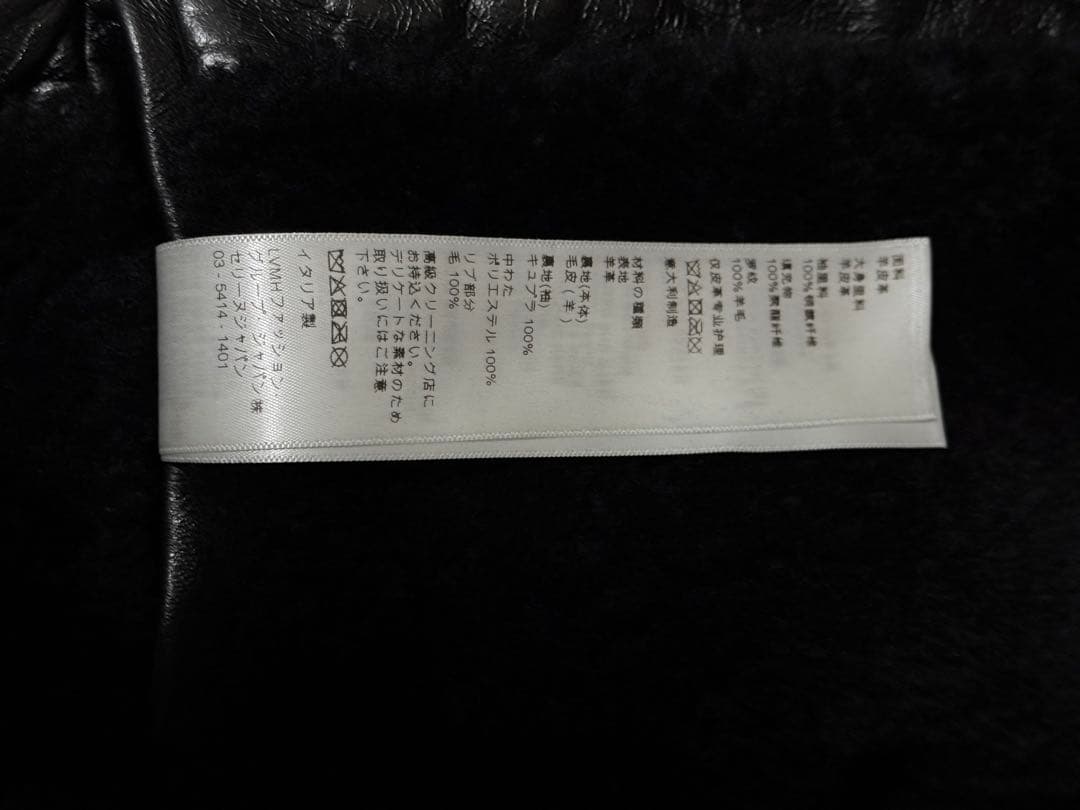 面料
羊皮革
大身里料
羊皮革
袖里料
100%铜氨纤维
填充物
100%聚酯纤维
罗纹
100%羊毛
仅皮革专业护理
意大利制造
材料の種類
表地
羊革
裏地(本体)
毛皮(羊)
裏地(袖)
キュプラ 100%
中わた
ポリエステル 100%
リブ部分
毛 100%
高級クリーニング店に
お持込ください。
デリケートな素材のため
取り扱いにはご注意
下さい。
イタリア製
LVMHファッション・
グループ・ジャパン㈱
セリーヌジャパン
03-5414-1401